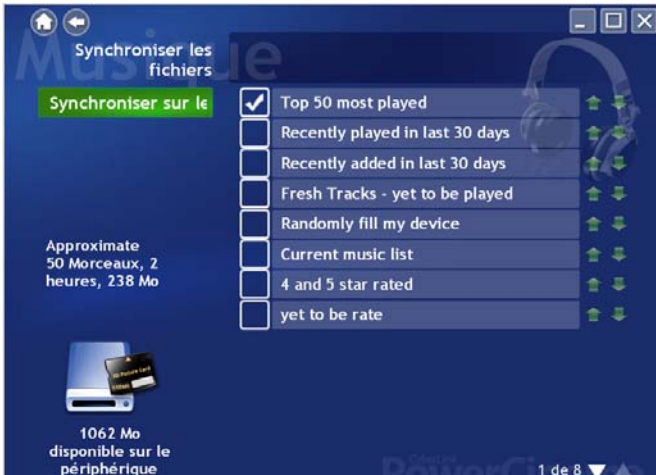 Musique
Synchroniser les
fichiers
Synchroniser sur le
Top 50 most played
Recently played in last 30 days
Recently added in last 30 days
Fresh Tracks - yet to be played
Randomly fill my device
Current music list
4 and 5 star rated
yet to be rate
Approximate
50 Morceaux, 2
heures, 238 Mo
1062 Mo
disponible sur le
périphérique
1 de 8